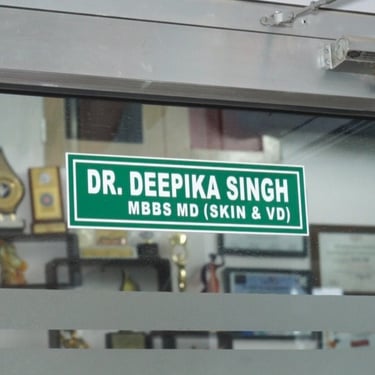 DR. DEEPIKA SINGH
MBBS MD (SKIN & VD)